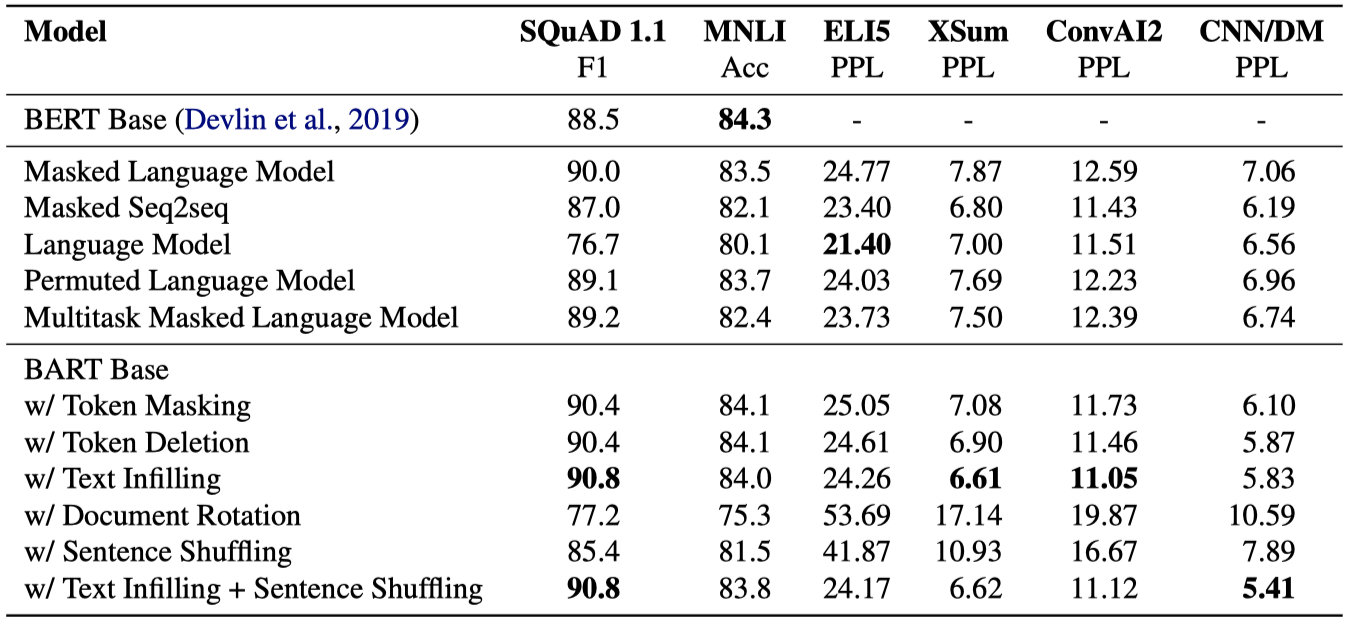 Model SQuAD 1.1 MNLI ELI5 XSum ConvAI2 CNN/DM
F1 Acc PPL PPL PPL PPL
BERT Base (Devlin et al., 2019) 88.5 84.3 - - - -
Masked Language Model 90.0 83.5 24.77 7.87 12.59 7.06
Masked Seq2seq 87.0 82.1 23.40 6.80 11.43 6.19
Language Model 76.7 80.1 21.40 7.00 11.51 6.56
Permuted Language Model 89.1 83.7 24.03 7.69 12.23 6.96
Multitask Masked Language Model 89.2 82.4 23.73 7.50 12.39 6.74
BART Base
w/ Token Masking 90.4 84.1 25.05 7.08 11.73 6.10
w/ Token Deletion 90.4 84.1 24.61 6.90 11.46 5.87
w/ Text Infilling 90.8 84.0 24.26 6.61 11.05 5.83
w/ Document Rotation 77.2 75.3 53.69 17.14 19.87 10.59
w/ Sentence Shuffling 85.4 81.5 41.87 10.93 16.67 7.89
w/ Text Infilling + Sentence Shuffling 90.8 83.8 24.17 6.62 11.12 5.41